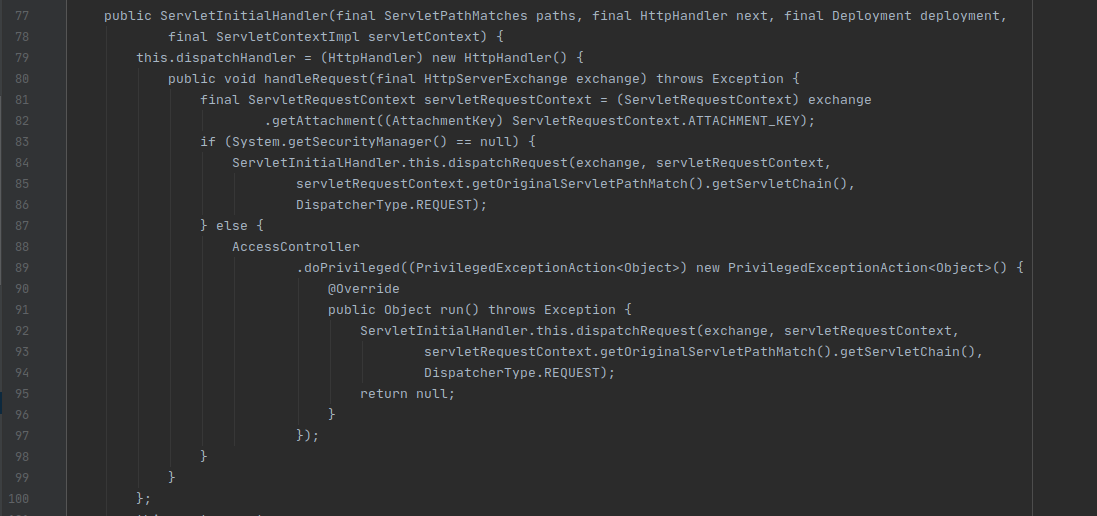 77 public ServletInitialHandler(final ServletPathMatches paths, final HttpHandler next, final Deployment deployment,
78 final ServletContextImpl servletContext) {
79 this.dispatchHandler = (HttpHandler) new HttpHandler() {
80 public void handleRequest(final HttpServerExchange exchange) throws Exception {
81 final ServletRequestContext servletRequestContext = (ServletRequestContext) exchange
82 .getAttachment((AttachmentKey) ServletRequestContext.ATTACHMENT_KEY);
83 if (System.getSecurityManager() == null) {
84 ServletInitialHandler.this.dispatchRequest(exchange, servletRequestContext,
85 servletRequestContext.getOriginalServletPathMatch().getServletChain(),
86 DispatcherType.REQUEST);
87 } else {
88 AccessController
89 .doPrivileged((PrivilegedExceptionAction<Object>) new PrivilegedExceptionAction<Object>() {
90 @Override
91 public Object run() throws Exception {
92 ServletInitialHandler.this.dispatchRequest(exchange, servletRequestContext,
93 servletRequestContext.getOriginalServletPathMatch().getServletChain(),
94 DispatcherType.REQUEST);
95 return null;
96 }
97 });
98 }
99 }
100 };